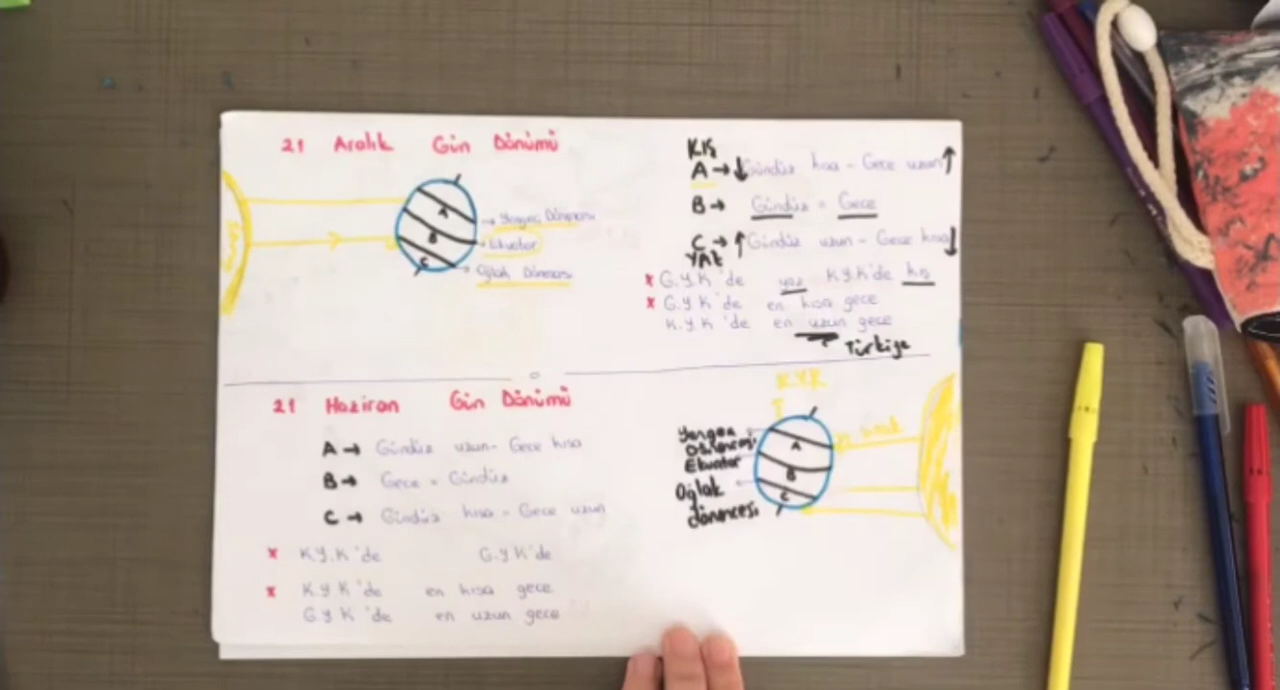 21 Aralık Gün Dönümü
A
B
C
→ Yengeç Dönencesi
→ Ekvator
→ Oğlak Dönencesi
KIŞ
A → ↓ Gündüz kısa - Gece uzun ↑
B → Gündüz = Gece
C → ↑ Gündüz uzun - Gece kısa ↓
YAZ
x G.Y.K 'de yaz K.Y.K'de kış
x G.Y.K 'de en kısa gece
K.Y.K 'de en uzun gece
Türkiye
21 Haziran Gün Dönümü
A → Gündüz uzun - Gece kısa
B → Gece = Gündüz
C → Gündüz kısa - Gece uzun
x K.Y.K 'de G.Y.K'de
x K.Y.K 'de en kısa gece
G.Y.K 'de en uzun gece
KYK
Yengeç
Dönencesi
Ekvator
Oğlak
dönencesi
A
B
C